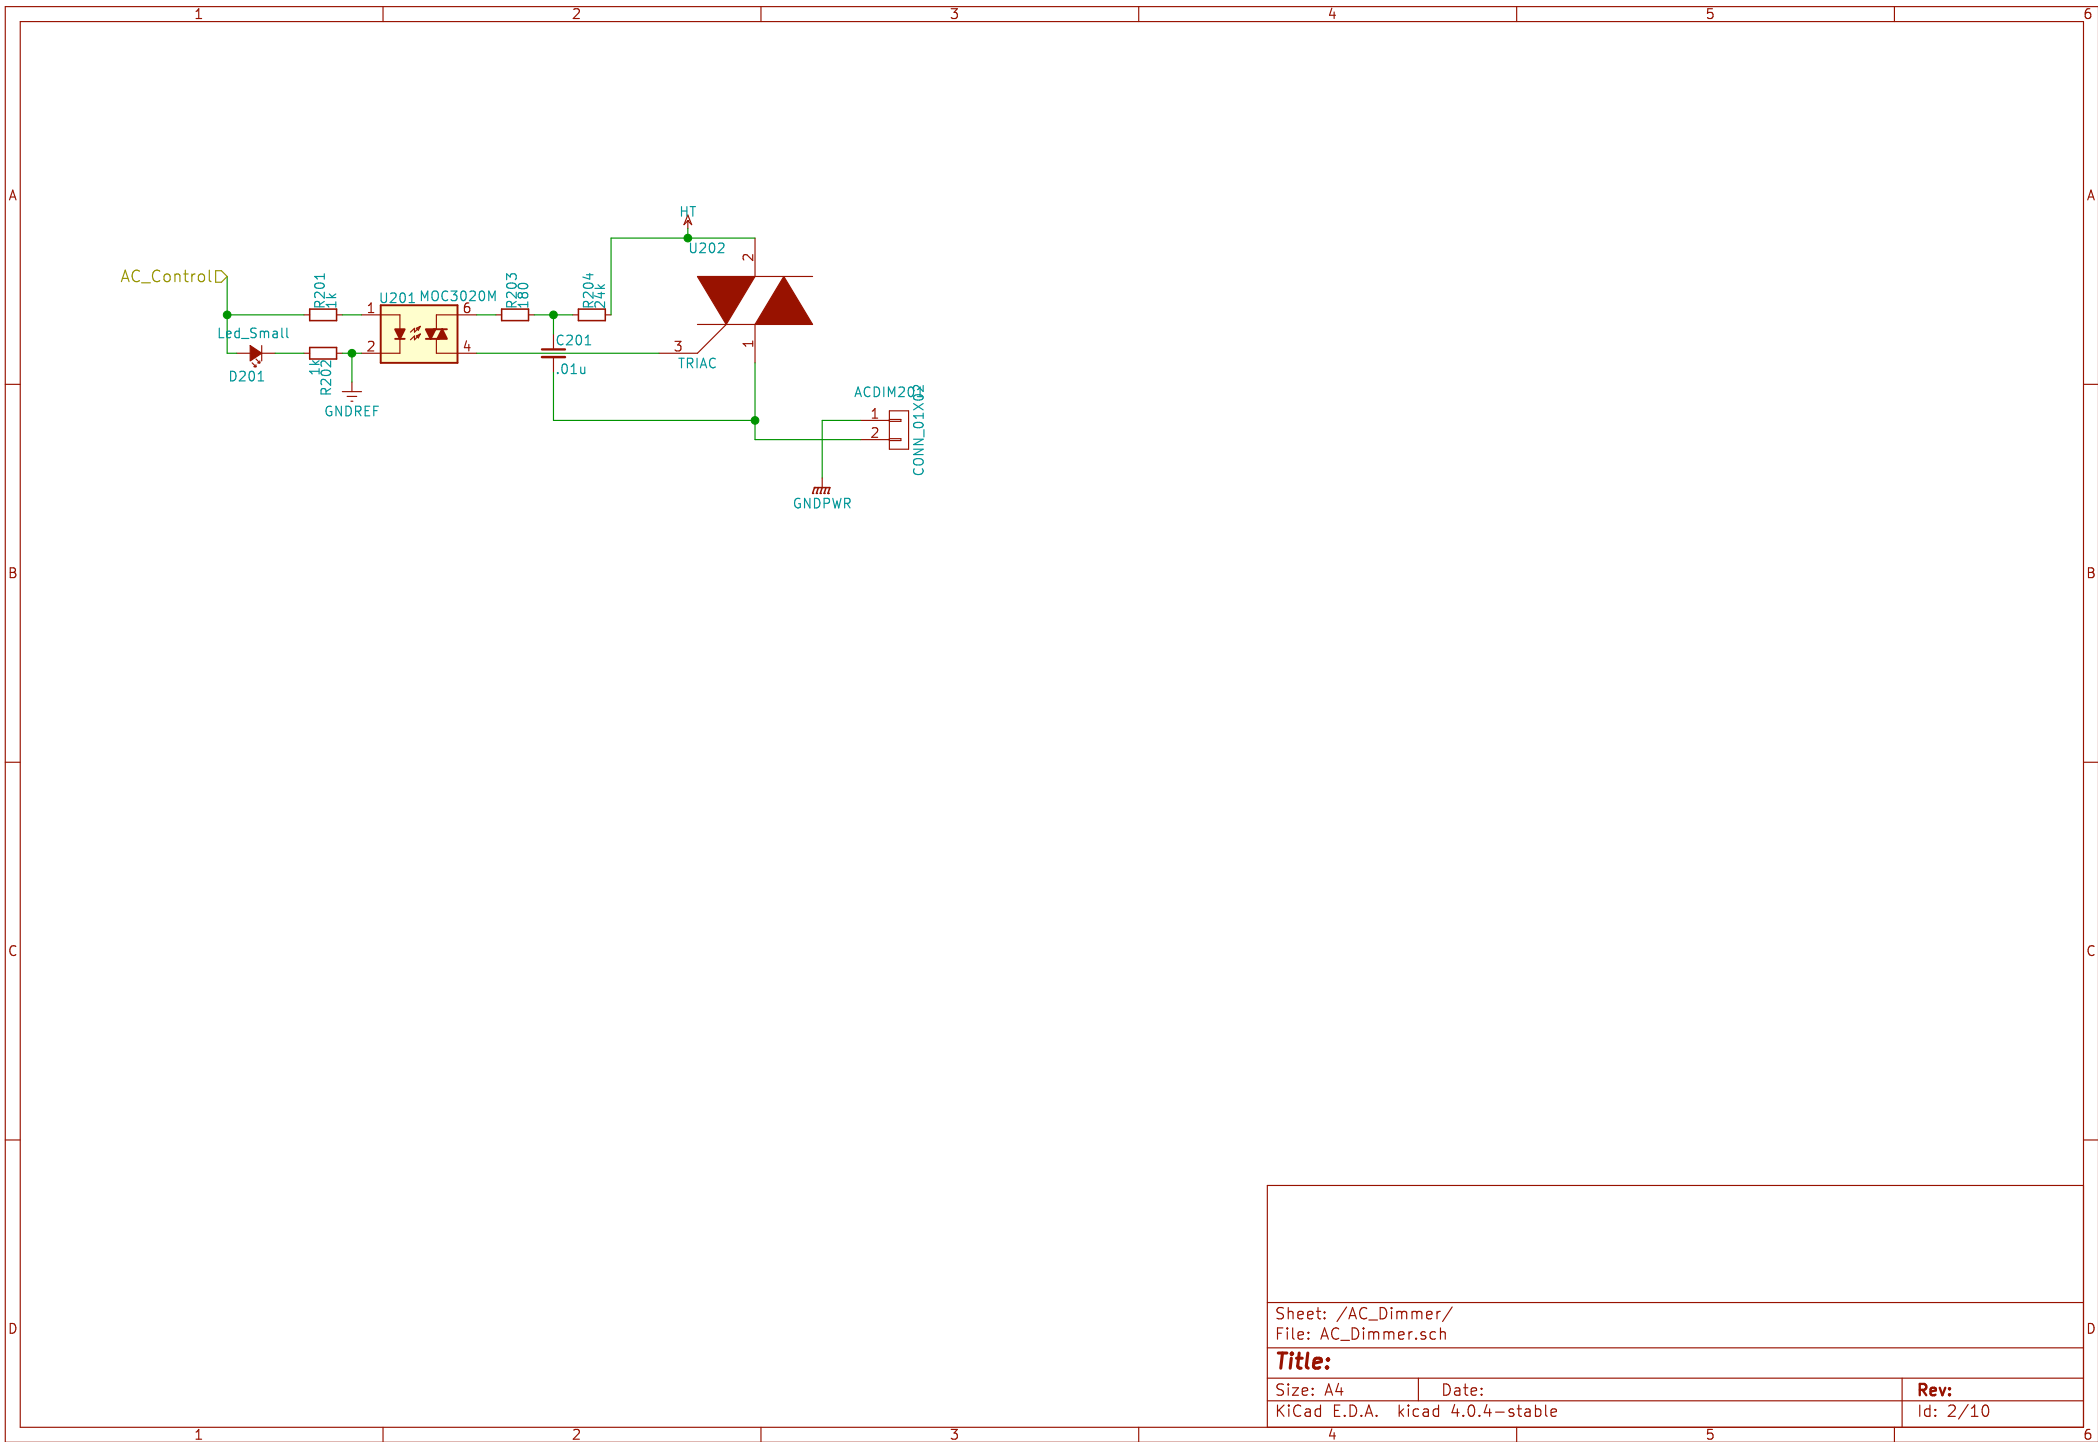 1 2 3 4 5 6
A A
HT
U202
2
AC_Control
R201
1k
U201 MOC3020M
R203
180
R204
24k
1 6
Led_Small
C201
2 4
3
1
TRIAC
.01u
D201
1k
R202
GNDREF
ACDIM201
CONN_01X02
1
2
GNDPWR
B B
C C
D D
Sheet: /AC_Dimmer/
File: AC_Dimmer.sch
Title:
Size: A4 Date: Rev:
KiCad E.D.A. kicad 4.0.4-stable Id: 2/10
1 2 3 4 5 6